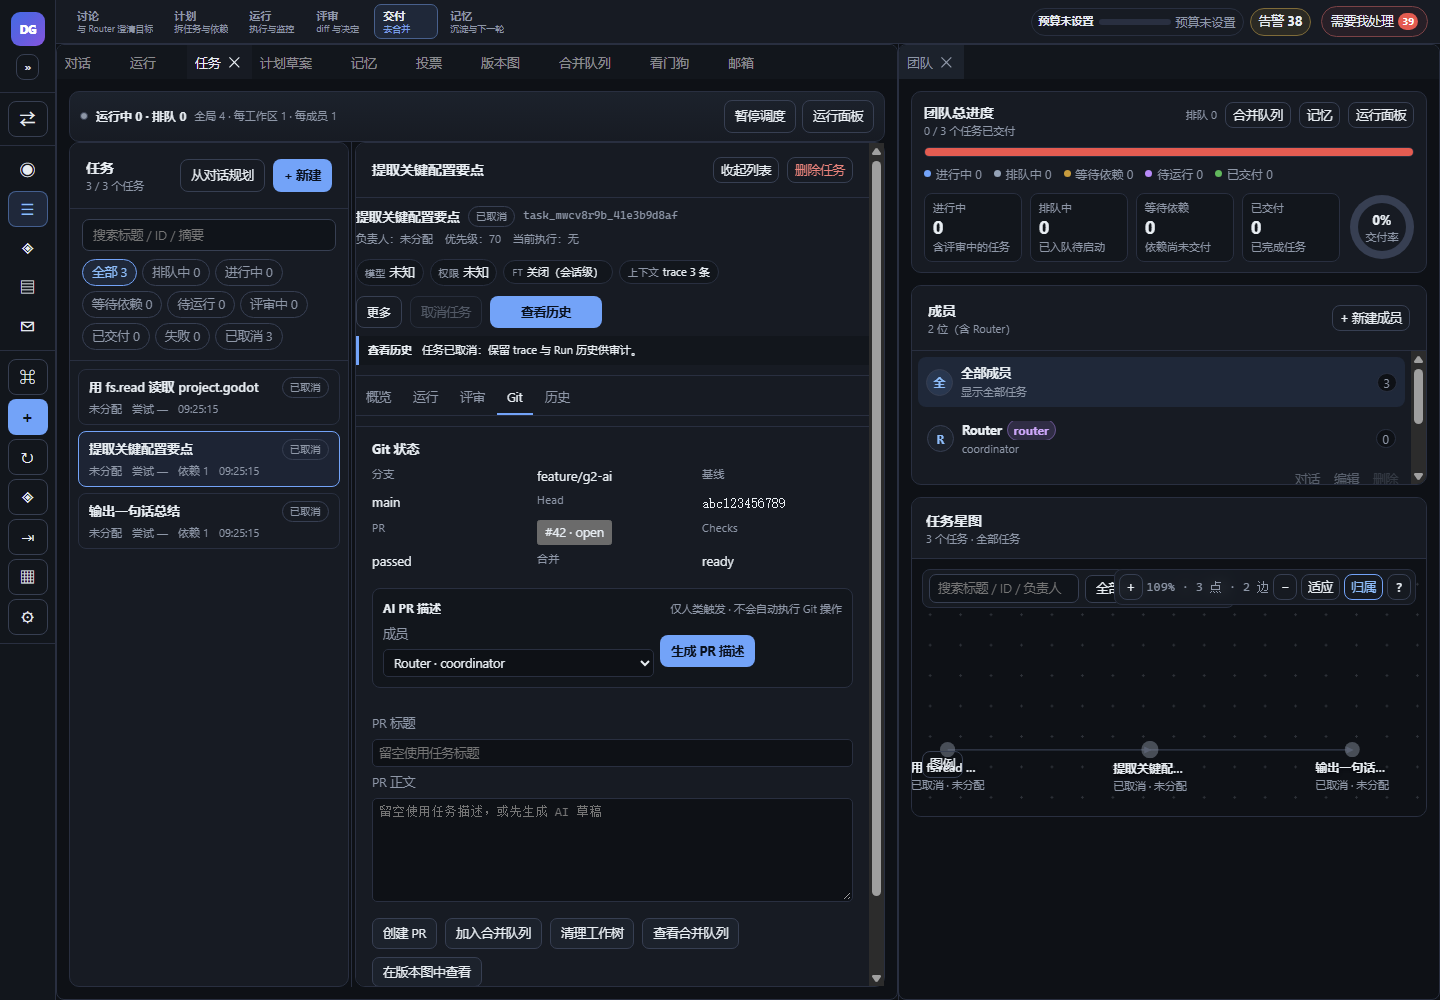 DG
讨论
与 Router 澄清目标
计划
拆任务与依赖
运行
执行与监控
评审
diff 与决定
交付
去合并
记忆
沉淀与下一轮
预算未设置 预算未设置
告警 38
需要我处理 39
»
对话 运行 任务 计划草案 记忆 投票 版本图 合并队列 看门狗 邮箱
团队
运行中 0 · 排队 0 全局 4 · 每工作区 1 · 每成员 1
暂停调度 运行面板
任务
3 / 3 个任务
从对话规划 + 新建
搜索标题 / ID / 摘要
全部 3 排队中 0 进行中 0
等待依赖 0 待运行 0 评审中 0
已交付 0 失败 0 已取消 3
用 fs.read 读取 project.godot 已取消
未分配 尝试 — 09:25:15
提取关键配置要点 已取消
未分配 尝试 — 依赖 1 09:25:15
输出一句话总结 已取消
未分配 尝试 — 依赖 1 09:25:15
提取关键配置要点 收起列表 删除任务
提取关键配置要点 已取消 task_mwcv8r9b_41e3b9d8af
负责人：未分配 优先级：70 当前执行：无
模型 未知 权限 未知 FT 关闭（会话级） 上下文 trace 3 条
更多 取消任务 查看历史
查看历史 任务已取消：保留 trace 与 Run 历史供审计。
概览 运行 评审 Git 历史
Git 状态
分支 feature/g2-ai 基线
main Head abc123456789
PR #42 · open Checks
passed 合并 ready
AI PR 描述 仅人类触发 · 不会自动执行 Git 操作
成员
Router · coordinator 生成 PR 描述
PR 标题
留空使用任务标题
PR 正文
留空使用任务描述，或先生成 AI 草稿
创建 PR 加入合并队列 清理工作树 查看合并队列
在版本图中查看
团队总进度
0 / 3 个任务已交付
排队 0 合并队列 记忆 运行面板
进行中 0 排队中 0 等待依赖 0 待运行 0 已交付 0
进行中
0
含评审中的任务
排队中
0
已入队待启动
等待依赖
0
依赖尚未交付
已交付
0
已完成任务
0%
交付率
成员
2 位（含 Router）
+ 新建成员
全 全部成员 3
显示全部任务
R Router router 0
coordinator
对话 编辑 删除
任务星图
3 个任务 · 全部任务
搜索标题 / ID / 负责人 全部 + 109% · 3 点 · 2 边 − 适应 归属 ?
图例
用 fs.read ...
已取消 · 未分配
提取关键配...
已取消 · 未分配
输出一句话...
已取消 · 未分配